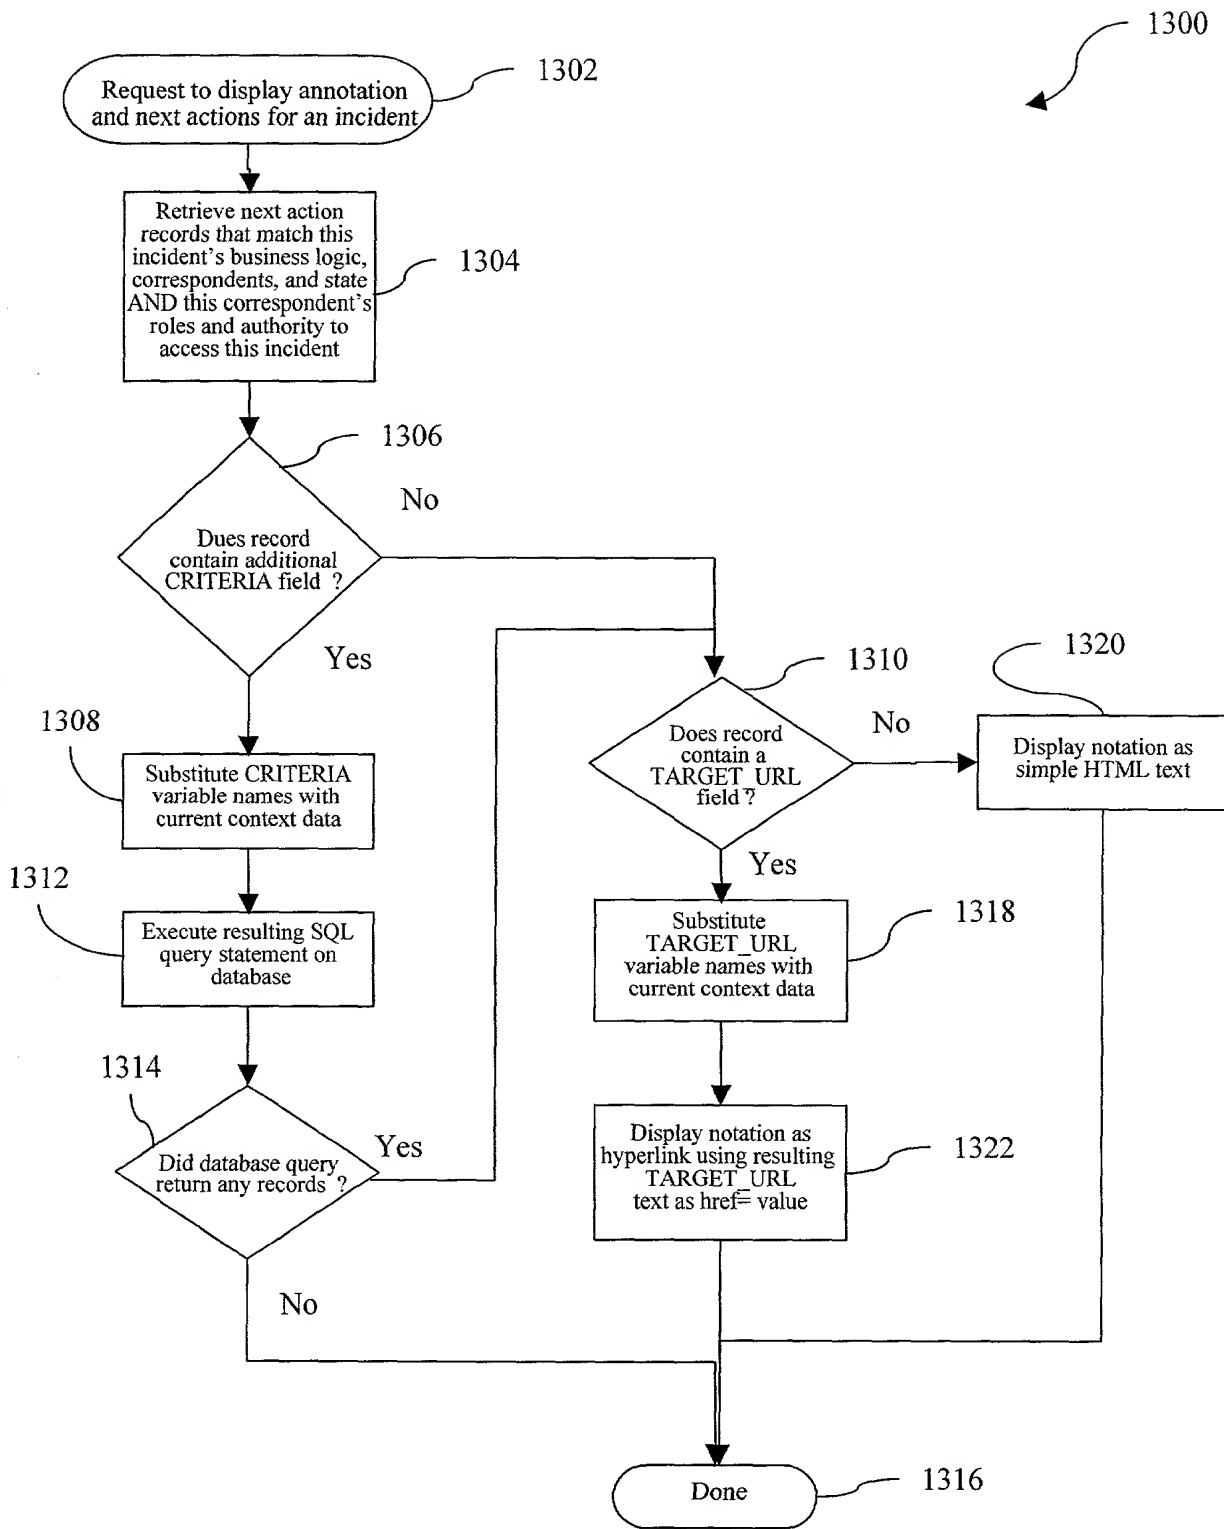 1300
Request to display annotation
and next actions for an incident
1302
Retrieve next action
records that match this
incident's business logic,
correspondents, and state
AND this correspondent's
roles and authority to
access this incident
1304
1306
No
Dues record
contain additional
CRITERIA field ?
Yes
1308
Substitute CRITERIA
variable names with
current context data
1312
Execute resulting SQL
query statement on
database
1314
Did database query
return any records ?
Yes
No
1310
Does record
contain a
TARGET_URL
field ?
No
1320
Display notation as
simple HTML text
Yes
Substitute
TARGET_URL
variable names with
current context data
1318
Display notation as
hyperlink using resulting
TARGET_URL
text as href= value
1322
Done
1316